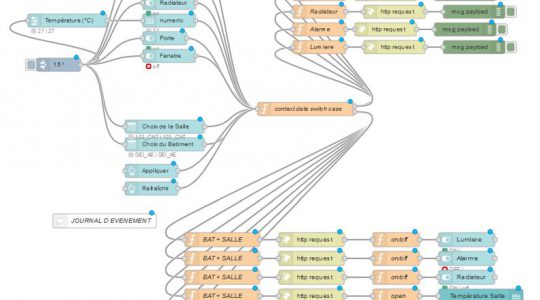 Radiateur
Radiateur http request msg.payload
Température (°C) numeric
27 | 27
Alarme http request msg.payload
Porte
Lumiere http request msg.payload
Fenetre
off
context.data switch case
Choix de la Salle
Choix du Batiment
GEI_AE | GEI_AE
Appliquer
Rafraîchir
JOURNAL D EVENEMENT
BAT + SALLE http request on/off Lumiere
BAT + SALLE http request on/off Alarme
BAT + SALLE http request on/off Radiateur
BAT + SALLE http request open Température Salle